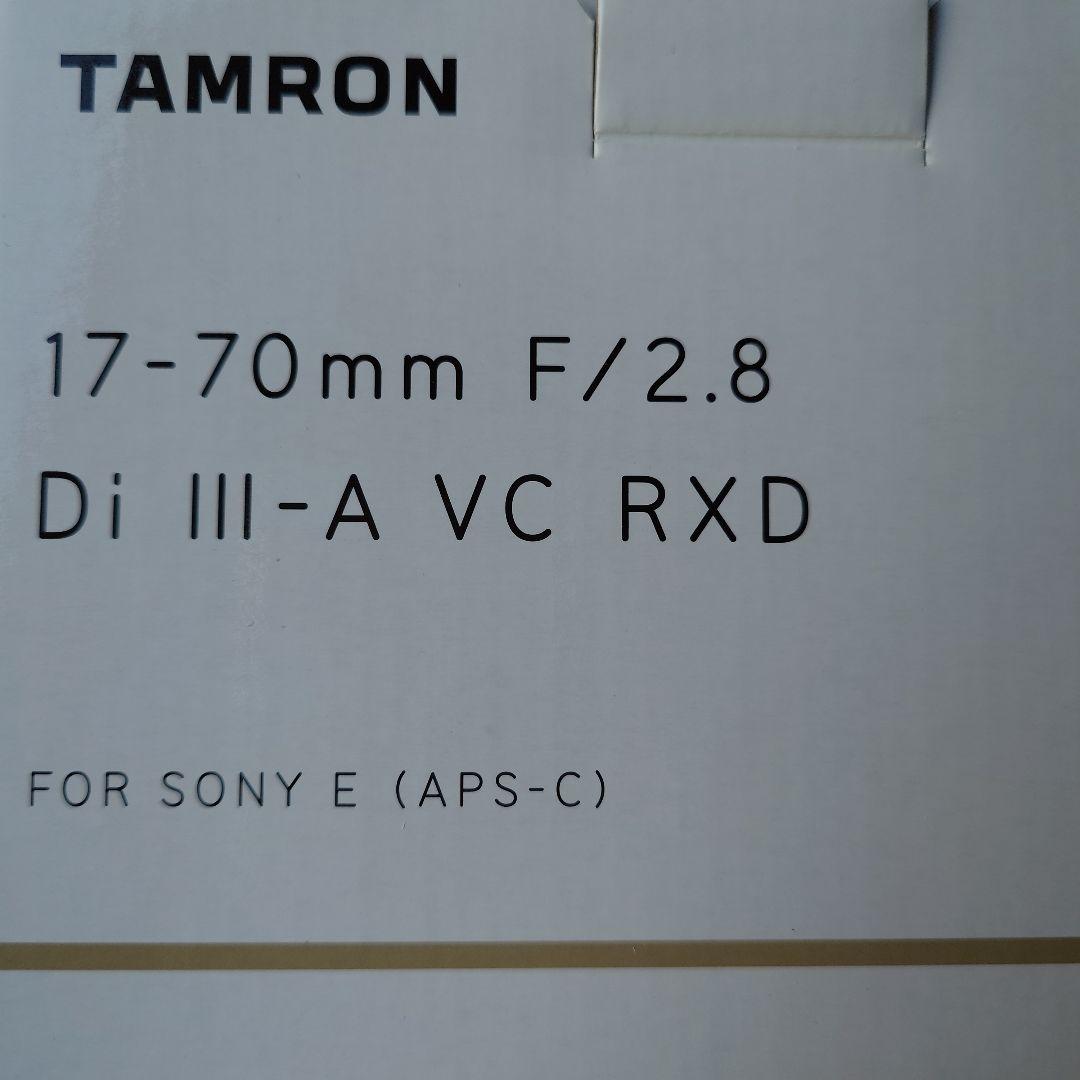 TAMRON
17-70mm F/2.8
Di III-A VC RXD
FOR SONY E (APS-C)